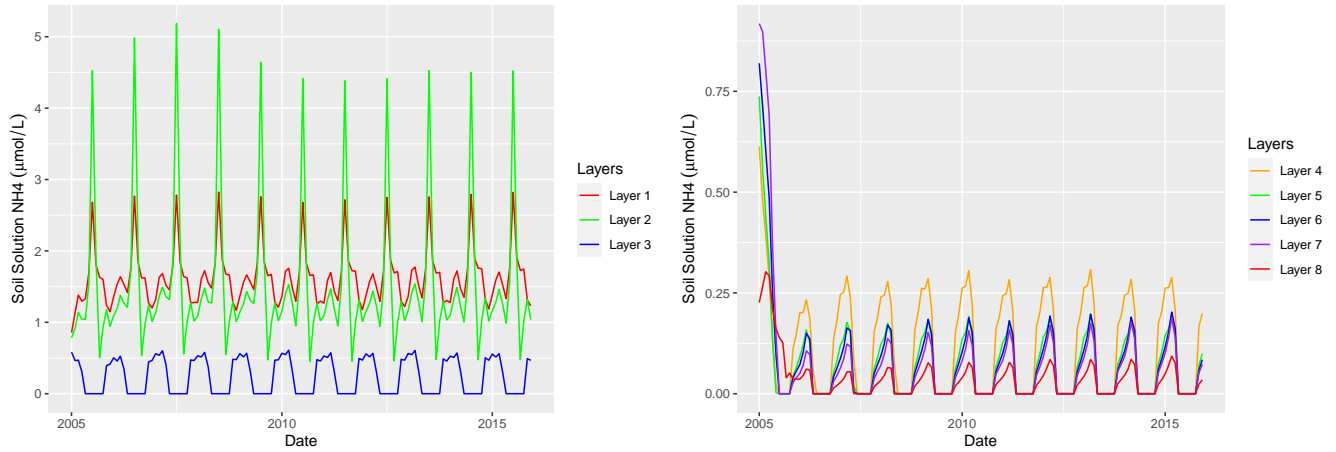 Soil Solution NH4 (μmol/L)
5
4
3
2
1
0
2005
2010
2015
Date
Layers
Layer 1
Layer 2
Layer 3
Soil Solution NH4 (μmol/L)
0.75
0.50
0.25
0.00
2005
2010
2015
Date
Layers
Layer 4
Layer 5
Layer 6
Layer 7
Layer 8